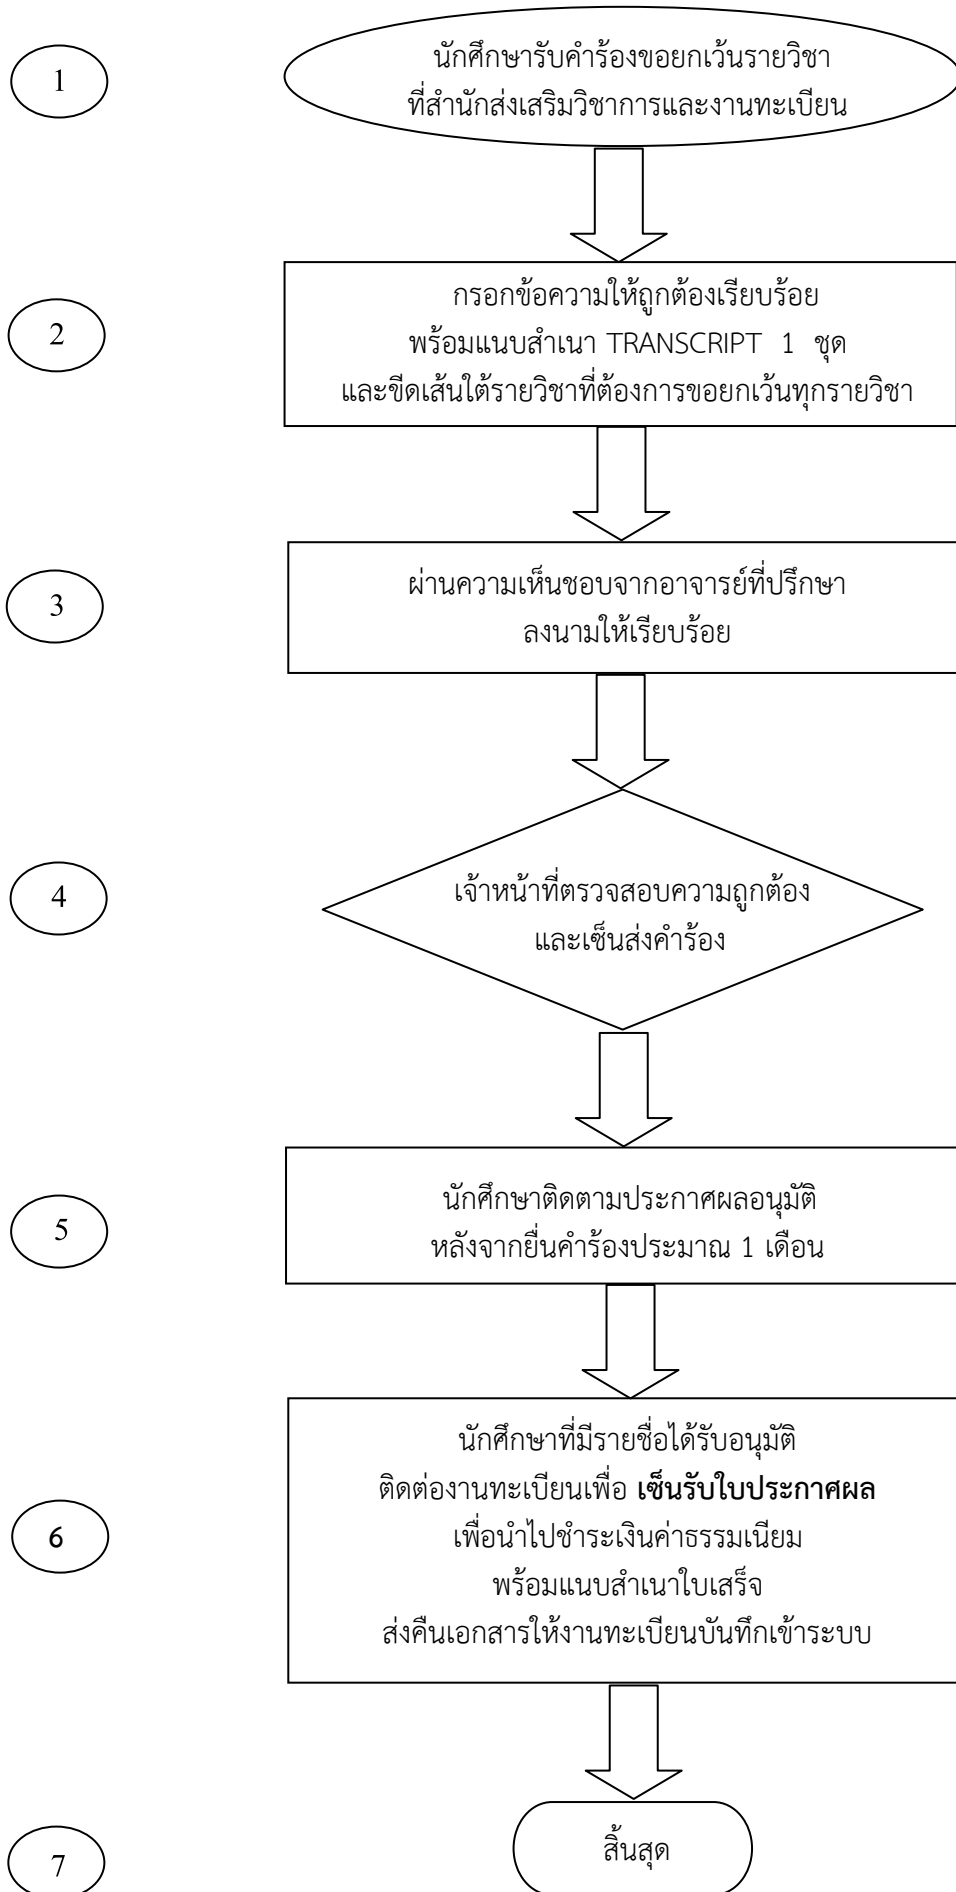 1
นักศึกษารับคำร้องขอยกเว้นรายวิชา
ที่สำนักส่งเสริมวิชาการและงานทะเบียน
2
กรอกข้อความให้ถูกต้องเรียบร้อย
พร้อมแนบสำเนา TRANSCRIPT 1 ชุด
และขีดเส้นใต้รายวิชาที่ต้องการขอยกเว้นทุกรายวิชา
3
ผ่านความเห็นชอบจากอาจารย์ที่ปรึกษา
ลงนามให้เรียบร้อย
4
เจ้าหน้าที่ตรวจสอบความถูกต้อง
และเซ็นส่งคำร้อง
5
นักศึกษาติดตามประกาศผลอนุมัติ
หลังจากยื่นคำร้องประมาณ 1 เดือน
6
นักศึกษาที่มีรายชื่อได้รับอนุมัติ
ติดต่องานทะเบียนเพื่อ เซ็นรับใบประกาศผล
เพื่อนำไปชำระเงินค่าธรรมเนียม
พร้อมแนบสำเนาใบเสร็จ
ส่งคืนเอกสารให้งานทะเบียนบันทึกเข้าระบบ
7
สิ้นสุด